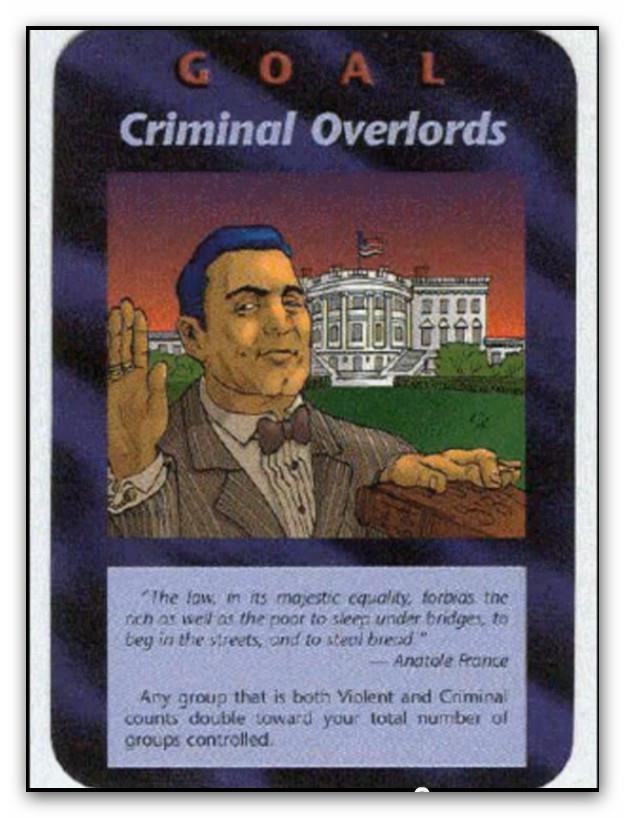 GOAL
Criminal Overlords
"The law, in its majestic equality, forbids the
rich as well as the poor to sleep under bridges, to
beg in the streets, and to steal bread."
— Anatole France
Any group that is both Violent and Criminal
counts double toward your total number of
groups controlled.